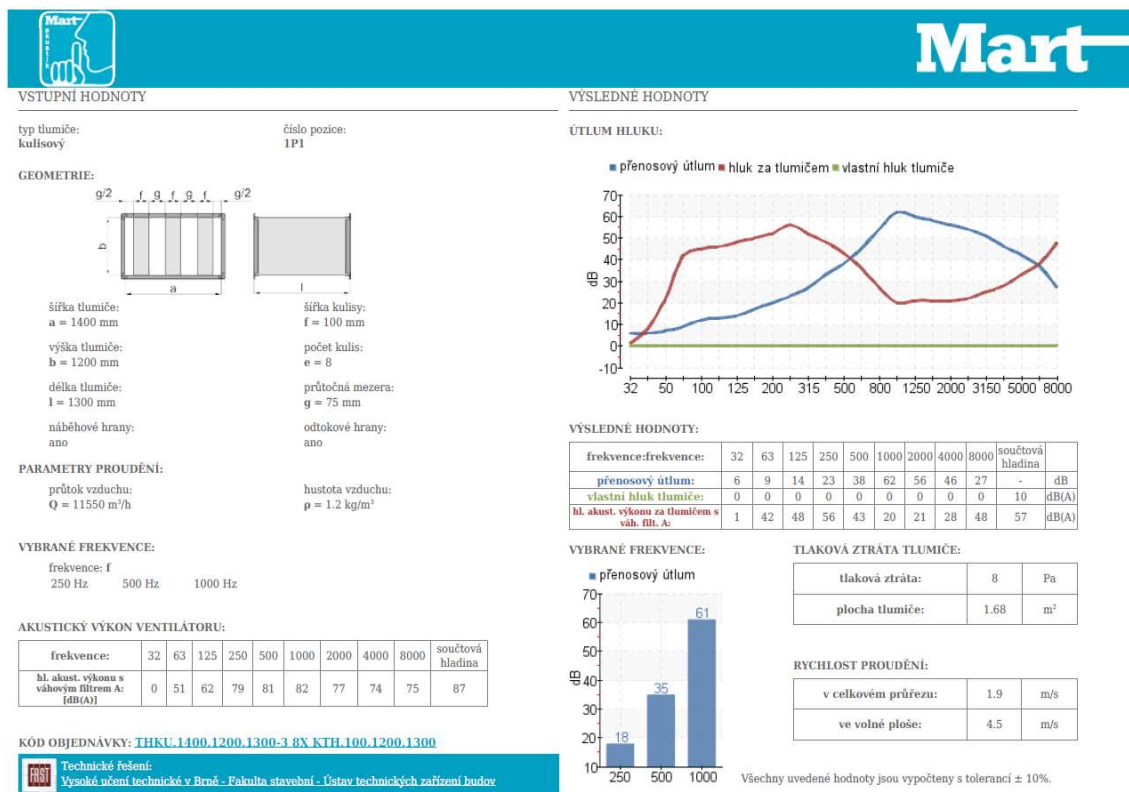 Mart
akustik
Mart
VSTUPNÍ HODNOTY
typ tlumiče:
kulisový
číslo pozice:
1P1
GEOMETRIE:
g/2 f g f g f g/2
b
a
l
šířka tlumiče:
a = 1400 mm
šířka kulisy:
f = 100 mm
výška tlumiče:
b = 1200 mm
počet kulis:
e = 8
délka tlumiče:
l = 1300 mm
průtočná mezera:
g = 75 mm
náběhové hrany:
ano
odtokové hrany:
ano
PARAMETRY PROUDĚNÍ:
průtok vzduchu:
Q = 11550 m³/h
hustota vzduchu:
ρ = 1.2 kg/m³
VYBRANÉ FREKVENCE:
frekvence: f
250 Hz 500 Hz 1000 Hz
AKUSTICKÝ VÝKON VENTILÁTORU:
frekvence: 32 63 125 250 500 1000 2000 4000 8000 součtová
hladina
hl. akust. výkonu s
váhovým filtrem A:
[dB(A)]
0 51 62 79 81 82 77 74 75 87
KÓD OBJEDNÁVKY: THKU.1400.1200.1300-3 8X KTH.100.1200.1300
FAST
Technické řešení:
Vysoké učení technické v Brně - Fakulta stavební - Ústav technických zařízení budov
VÝSLEDNÉ HODNOTY
ÚTLUM HLUKU:
přenosový útlum hluk za tlumičem vlastní hluk tlumiče
70
60
50
40
30
20
10
0
-10
dB
32 50 100 125 200 315 500 800 1250 2000 3150 5000 8000
VÝSLEDNÉ HODNOTY:
frekvence:frekvence: 32 63 125 250 500 1000 2000 4000 8000 součtová
hladina
přenosový útlum: 6 9 14 23 38 62 56 46 27 - dB
vlastní hluk tlumiče: 0 0 0 0 0 0 0 0 0 10 dB(A)
hl. akust. výkonu za tlumičem s
váh. filt. A:
1 42 48 56 43 20 21 28 48 57 dB(A)
VYBRANÉ FREKVENCE:
přenosový útlum
70
60
50
40
30
20
10
dB
18
35
61
250 500 1000
TLAKOVÁ ZTRÁTA TLUMIČE:
tlaková ztráta: 8 Pa
plocha tlumiče: 1.68 m²
RYCHLOST PROUDĚNÍ:
v celkovém průřezu: 1.9 m/s
ve volné ploše: 4.5 m/s
Všechny uvedené hodnoty jsou vypočteny s tolerancí ± 10%.